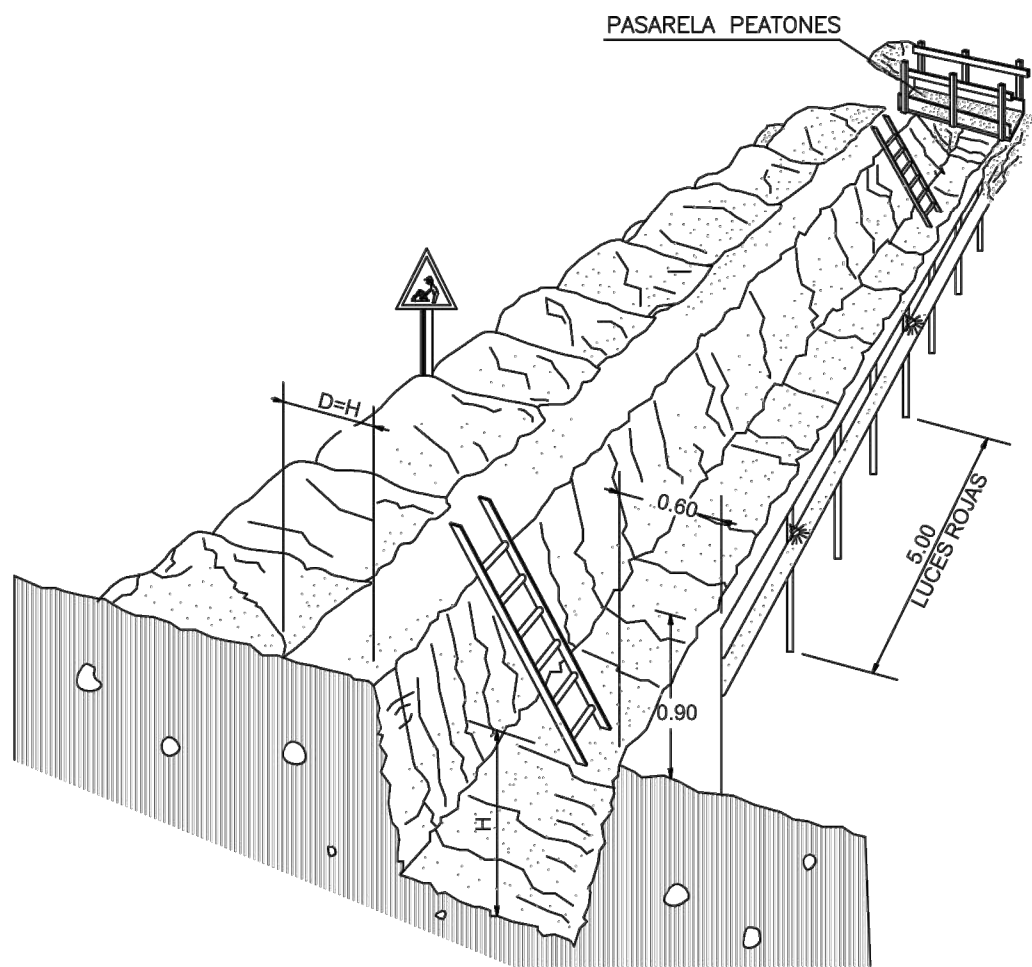 PASARELA PEATONES
D=H
0.60
5.00
LUCES ROJAS
0.90
H